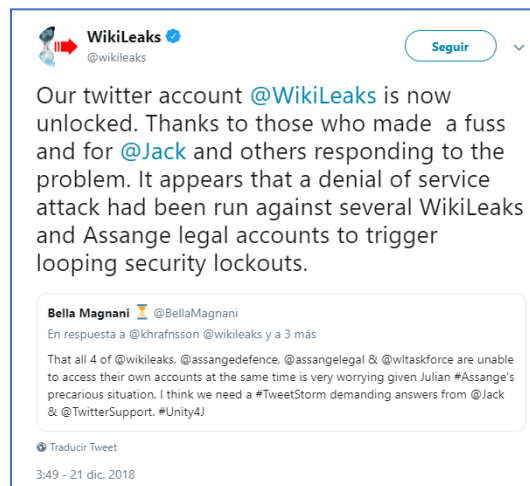 WikiLeaks
@wikileaks
Seguir
Our twitter account @WikiLeaks is now
unlocked. Thanks to those who made a fuss
and for @Jack and others responding to the
problem. It appears that a denial of service
attack had been run against several WikiLeaks
and Assange legal accounts to trigger
looping security lockouts.
Bella Magnani ⏳ @BellaMagnani
En respuesta a @khrafnsson @wikileaks y a 3 más
That all 4 of @wikileaks, @assangedefence, @assangelegal & @wltaskforce are unable
to access their own accounts at the same time is very worrying given Julian #Assange's
precarious situation. I think we need a #TweetStorm demanding answers from @Jack
& @TwitterSupport. #Unity4J
Traducir Tweet
3:49 - 21 dic. 2018